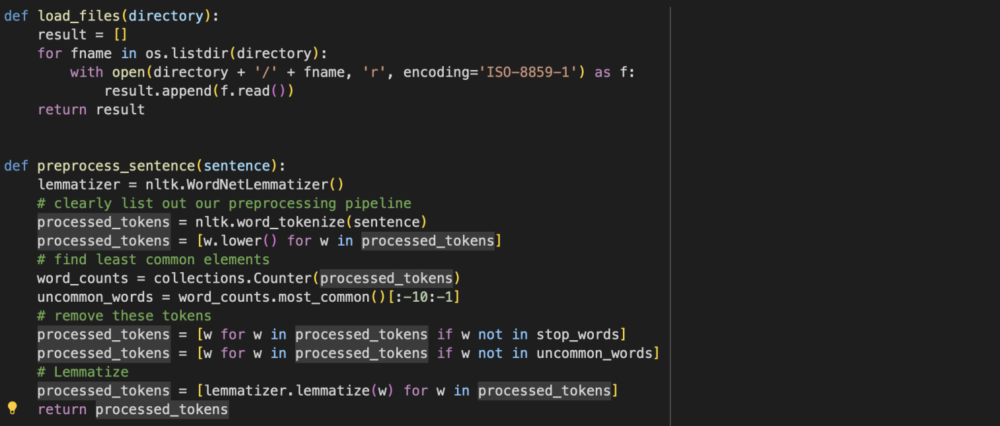 def load_files(directory):
    result = []
    for fname in os.listdir(directory):
        with open(directory + '/' + fname, 'r', encoding='ISO-8859-1') as f:
            result.append(f.read())
    return result

def preprocess_sentence(sentence):
    lemmatizer = nltk.WordNetLemmatizer()
    # clearly list out our preprocessing pipeline
    processed_tokens = nltk.word_tokenize(sentence)
    processed_tokens = [w.lower() for w in processed_tokens]
    # find least common elements
    word_counts = collections.Counter(processed_tokens)
    uncommon_words = word_counts.most_common()[:-10:-1]
    # remove these tokens
    processed_tokens = [w for w in processed_tokens if w not in stop_words]
    processed_tokens = [w for w in processed_tokens if w not in uncommon_words]
    # Lemmatize
    processed_tokens = [lemmatizer.lemmatize(w) for w in processed_tokens]
    return processed_tokens